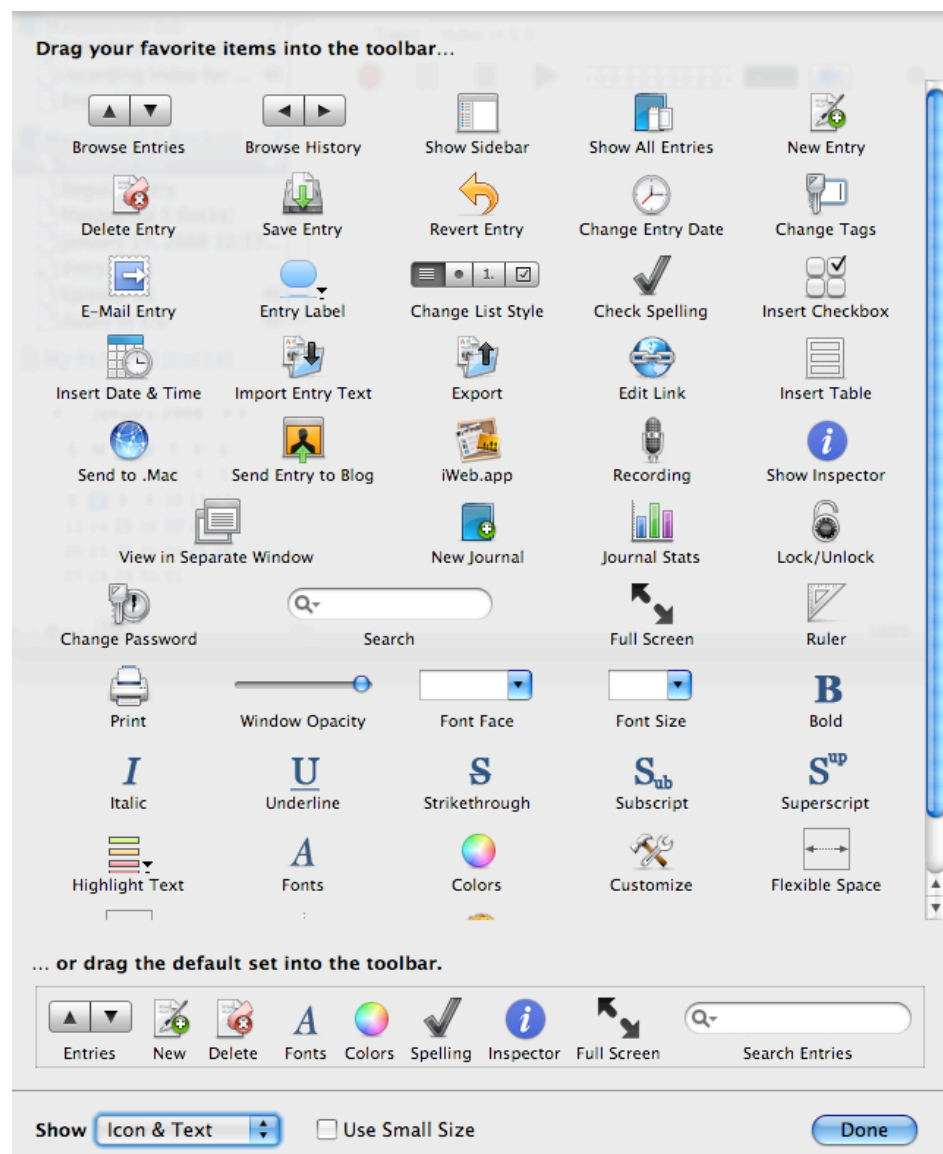 Drag your favorite items into the toolbar...
Browse Entries Browse History Show Sidebar Show All Entries New Entry
Delete Entry Save Entry Revert Entry Change Entry Date Change Tags
1.
E-Mail Entry Entry Label Change List Style Check Spelling Insert Checkbox
Insert Date & Time Import Entry Text Export Edit Link Insert Table
Send to .Mac Send Entry to Blog iWeb.app Recording Show Inspector
View in Separate Window New Journal Journal Stats Lock/Unlock
Change Password Search Full Screen Ruler
B
Print Window Opacity Font Face Font Size Bold
I U S Sub Sup
Italic Underline Strikethrough Subscript Superscript
A
Highlight Text Fonts Colors Customize Flexible Space
... or drag the default set into the toolbar.
A
Entries New Delete Fonts Colors Spelling Inspector Full Screen Search Entries
Show Icon & Text Use Small Size Done